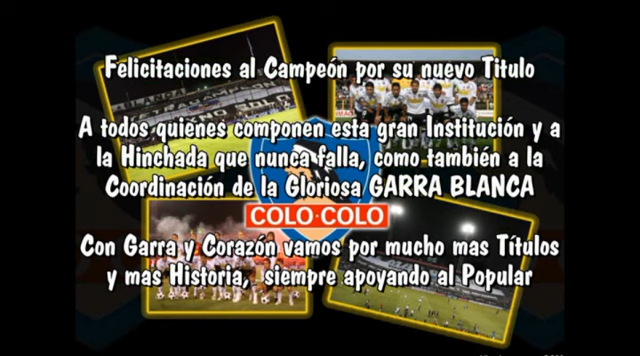 Felicitaciones al Campeón por su nuevo Titulo
A todos quiénes componen esta gran Institución y a
la Hinchada que nunca falla, como también a la
Coordinación de la Gloriosa GARRA BLANCA
COLO·COLO
Con Garra y Corazón vamos por mucho mas Títulos
y mas Historia, siempre apoyando al Popular